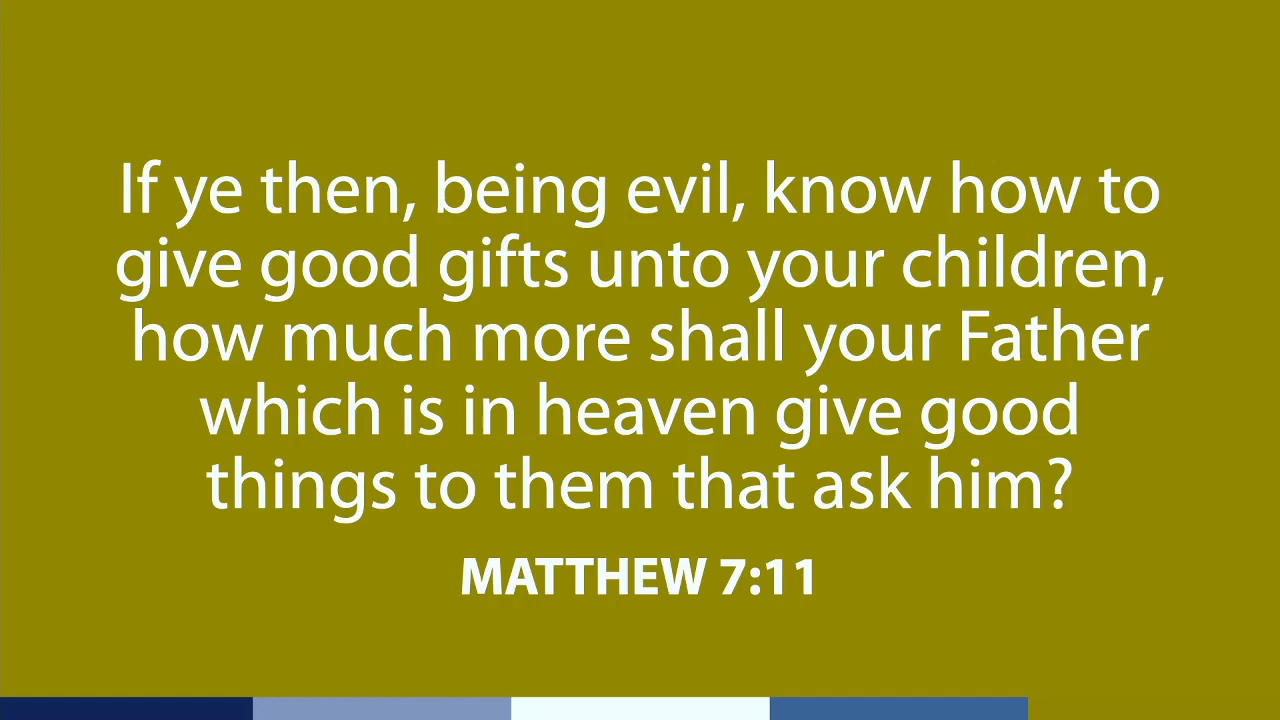 If ye then, being evil, know how to
give good gifts unto your children,
how much more shall your Father
which is in heaven give good
things to them that ask him?
MATTHEW 7:11